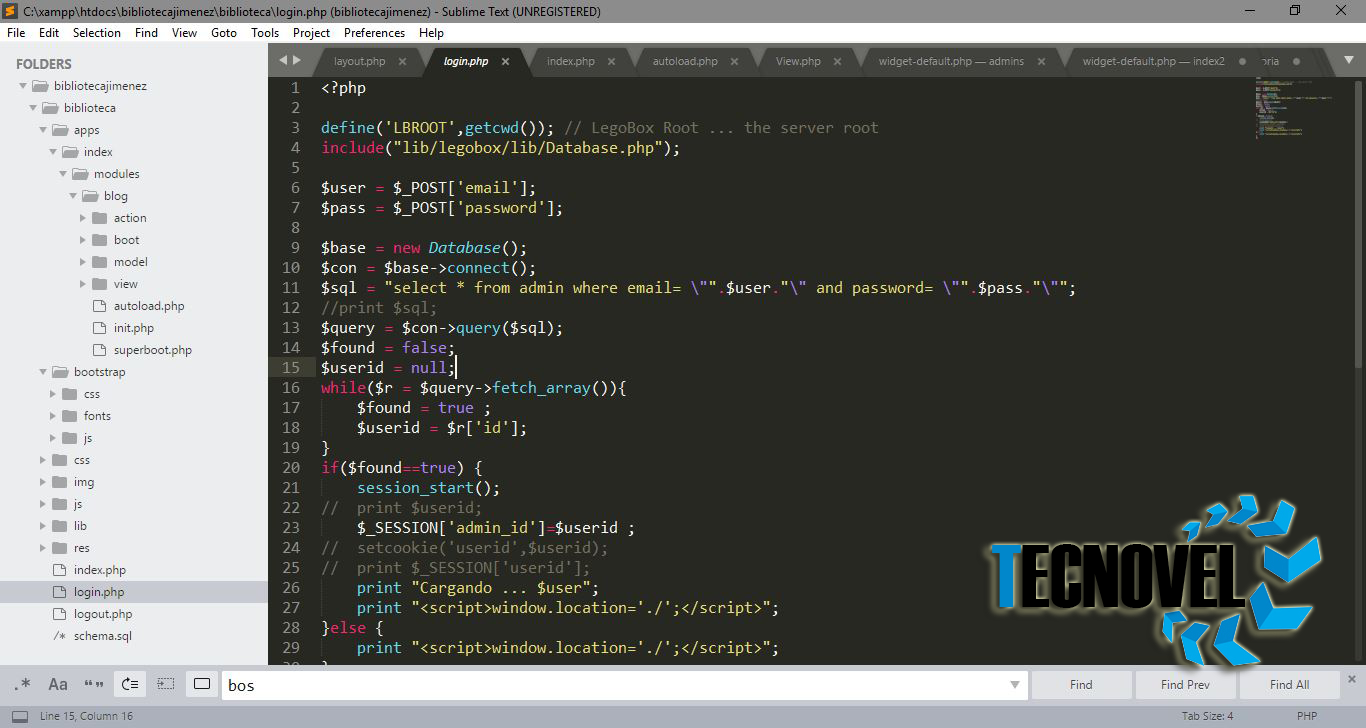 C:\xampp\htdocs\bibliotecajimenez\biblioteca\login.php (bibliotecajimenez) - Sublime Text (UNREGISTERED)
File Edit Selection Find View Goto Tools Project Preferences Help
FOLDERS
bibliotecajimenez
biblioteca
apps
index
modules
blog
action
boot
model
view
autoload.php
init.php
superboot.php
bootstrap
css
fonts
js
css
img
js
lib
res
index.php
login.php
logout.php
/* schema.sql
layout.php login.php index.php autoload.php View.php widget-default.php — admins widget-default.php — index2 oria
1 <?php
2
3 define('LBROOT',getcwd()); // LegoBox Root ... the server root
4 include("lib/legobox/lib/Database.php");
5
6 $user = $_POST['email'];
7 $pass = $_POST['password'];
8
9 $base = new Database();
10 $con = $base->connect();
11 $sql = "select * from admin where email= \"".$user."\" and password= \"".$pass."\"";
12 //print $sql;
13 $query = $con->query($sql);
14 $found = false;
15 $userid = null;
16 while($r = $query->fetch_array()){
17     $found = true ;
18     $userid = $r['id'];
19 }
20 if($found==true) {
21     session_start();
22 //  print $userid;
23     $_SESSION['admin_id']=$userid ;
24 //  setcookie('userid',$userid);
25 //  print $_SESSION['userid'];
26     print "Cargando ... $user";
27     print "<script>window.location='./';</script>";
28 }else {
29     print "<script>window.location='./';</script>";
TECNOVEL
.* Aa “” bos Find Find Prev Find All
Line 15, Column 16 Tab Size: 4 PHP